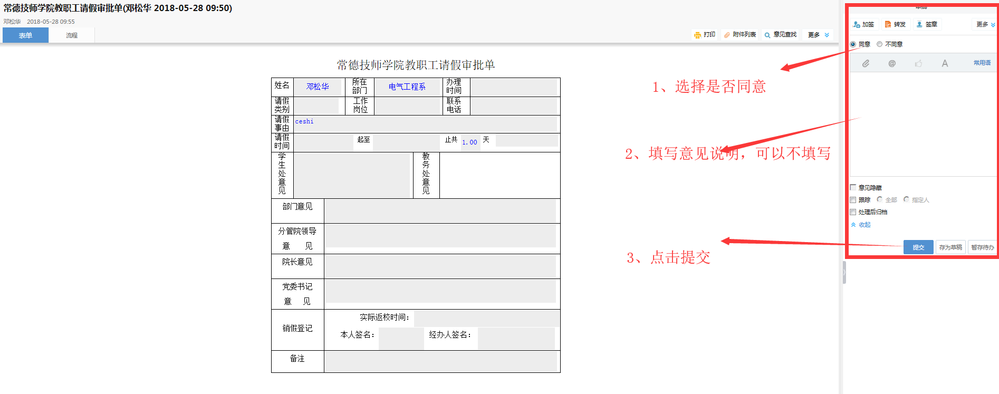 常德技师学院教职工请假审批单(邓松华 2018-05-28 09:50)
邓松华 2018-05-28 09:55
表单 流程
打印 附件列表 意见查找 更多
常德技师学院教职工请假审批单
姓名 邓松华 所在部门 电气工程系 办理时间
请假类别 工作岗位 联系电话
请假事由 ceshi
请假时间 起至 止共 1.00 天
学生处意见 教务处意见
部门意见
分管院领导
意 见
院长意见
党委书记
意 见
销假登记 实际返校时间：
本人签名： 经办人签名：
备注
1、选择是否同意
2、填写意见说明，可以不填写
3、点击提交
审批
加签 转发 签章 更多
同意 不同意
@ A 常用语
意见隐藏
跟踪 全部 指定人
处理后归档
收起
提交 存为草稿 暂存待办